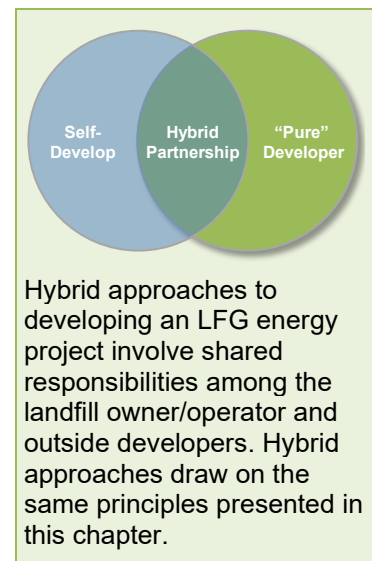 Self-
Develop
Hybrid
Partnership
“Pure”
Developer
Hybrid approaches to
developing an LFG energy
project involve shared
responsibilities among the
landfill owner/operator and
outside developers. Hybrid
approaches draw on the
same principles presented in
this chapter.